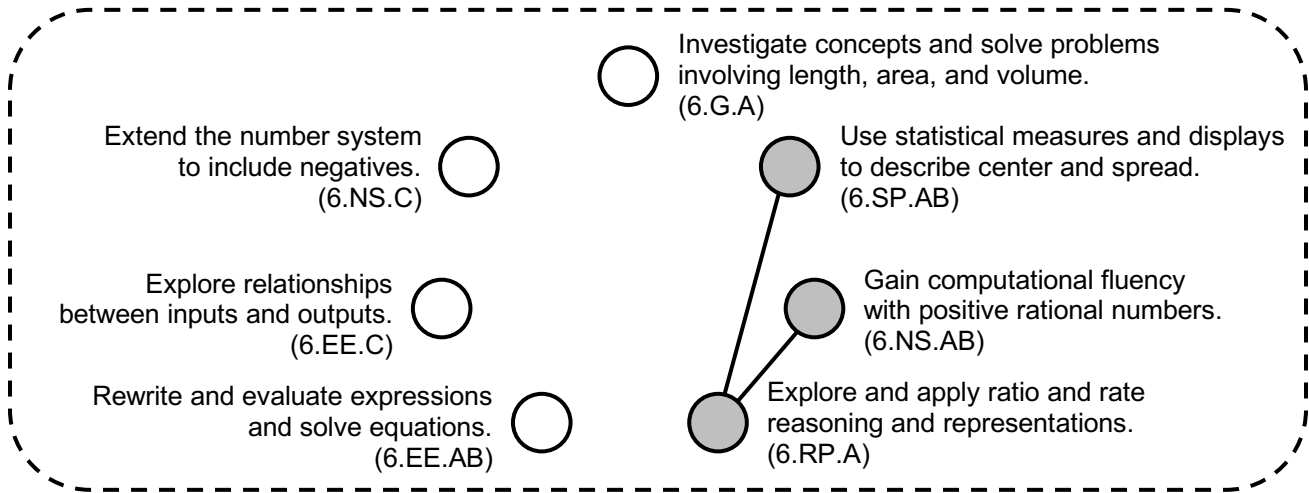 Investigate concepts and solve problems
involving length, area, and volume.
(6.G.A)
Extend the number system
to include negatives.
(6.NS.C)
Use statistical measures and displays
to describe center and spread.
(6.SP.AB)
Explore relationships
between inputs and outputs.
(6.EE.C)
Gain computational fluency
with positive rational numbers.
(6.NS.AB)
Rewrite and evaluate expressions
and solve equations.
(6.EE.AB)
Explore and apply ratio and rate
reasoning and representations.
(6.RP.A)